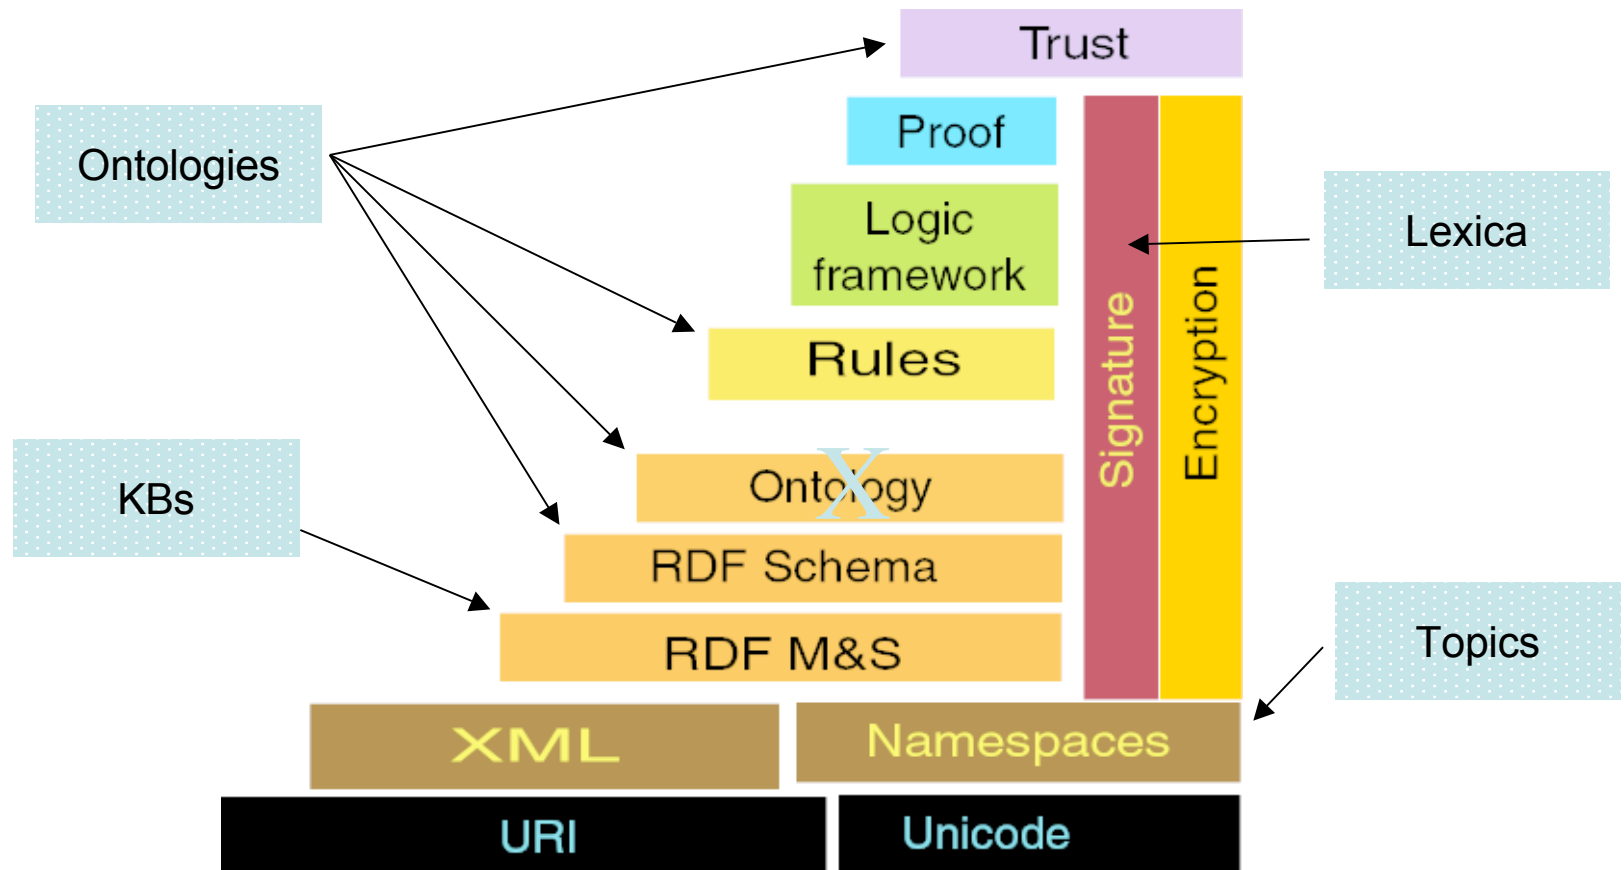 Trust
Proof
Ontologies
Logic
framework
Lexica
Signature
Encryption
Rules
KBs
Ontology
X
RDF Schema
RDF M&S
Topics
XML
Namespaces
URI
Unicode